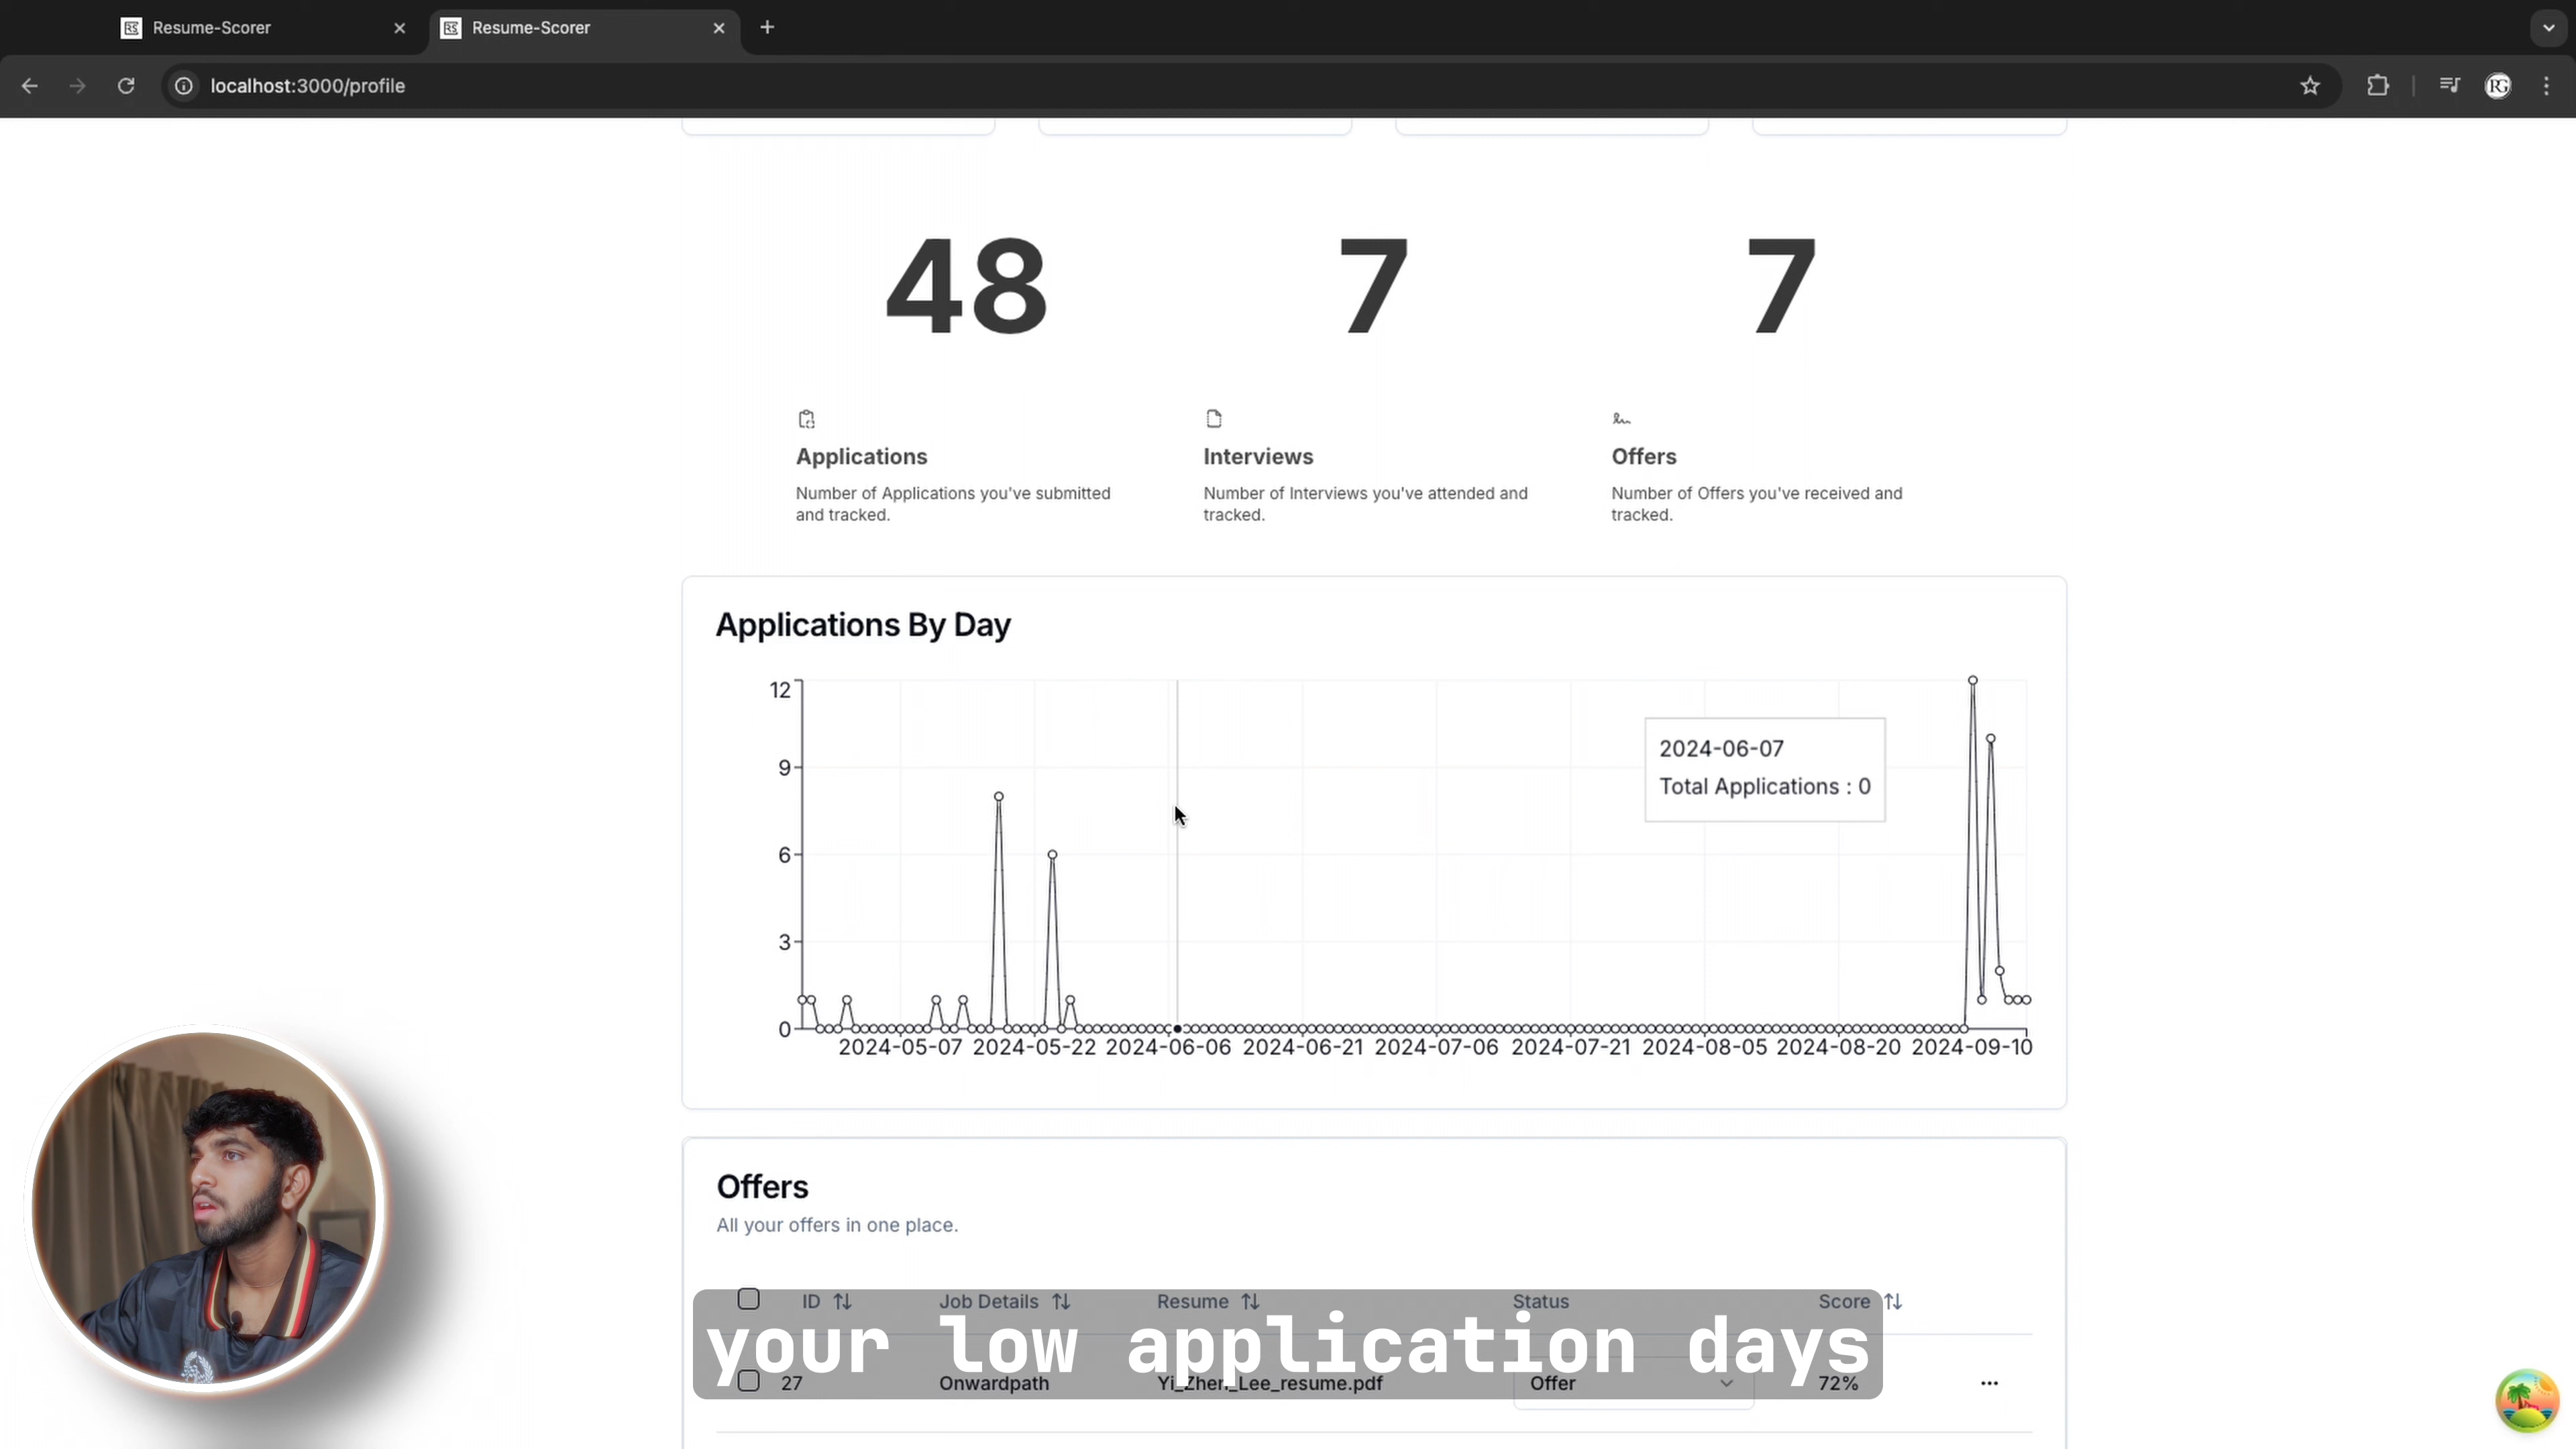 Resume-Scorer
Resume-Scorer
localhost:3000/profile
48
7
7
Applications
Interviews
Offers
Number of Applications you've submitted
and tracked.
Number of Interviews you've attended and
tracked.
Number of Offers you've received and
tracked.
Applications By Day
12
9
6
3
0
2024-06-07
Total Applications : 0
2024-05-07 2024-05-22 2024-06-06 2024-06-21 2024-07-06 2024-07-21 2024-08-05 2024-08-20 2024-09-10
Offers
All your offers in one place.
ID Job Details Resume Status Score
your low application days
27 Onwardpath Yi_Zhen_Lee_resume.pdf Offer 72%